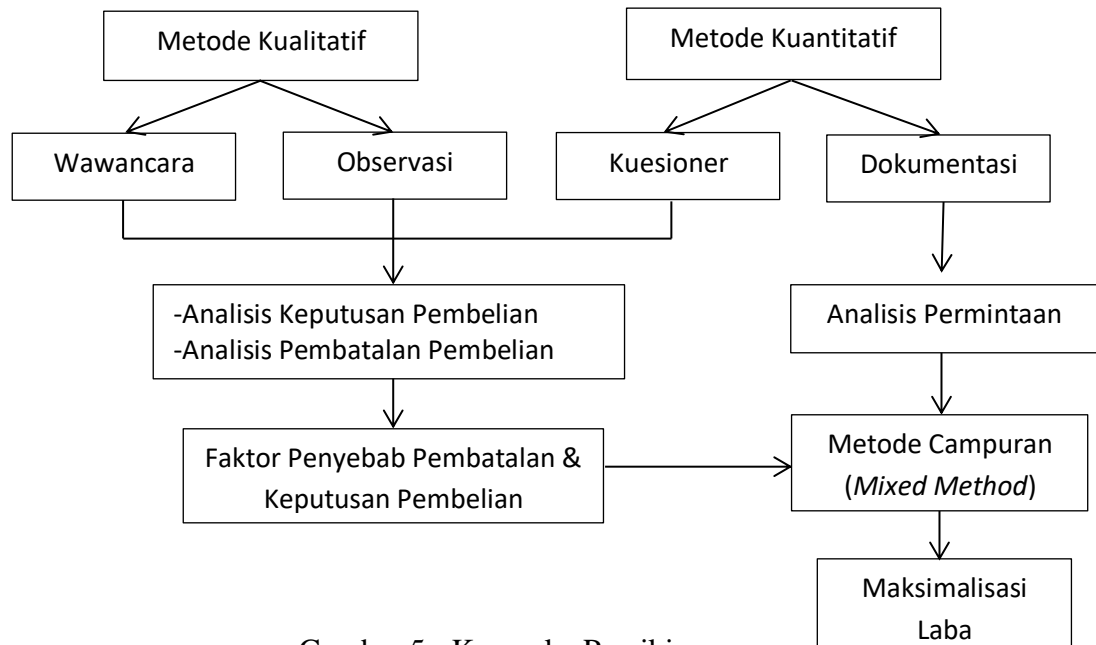 Metode Kualitatif
Metode Kuantitatif
Wawancara
Observasi
Kuesioner
Dokumentasi
-Analisis Keputusan Pembelian
-Analisis Pembatalan Pembelian
Analisis Permintaan
Faktor Penyebab Pembatalan &
Keputusan Pembelian
Metode Campuran
(Mixed Method)
Maksimalisasi
Laba